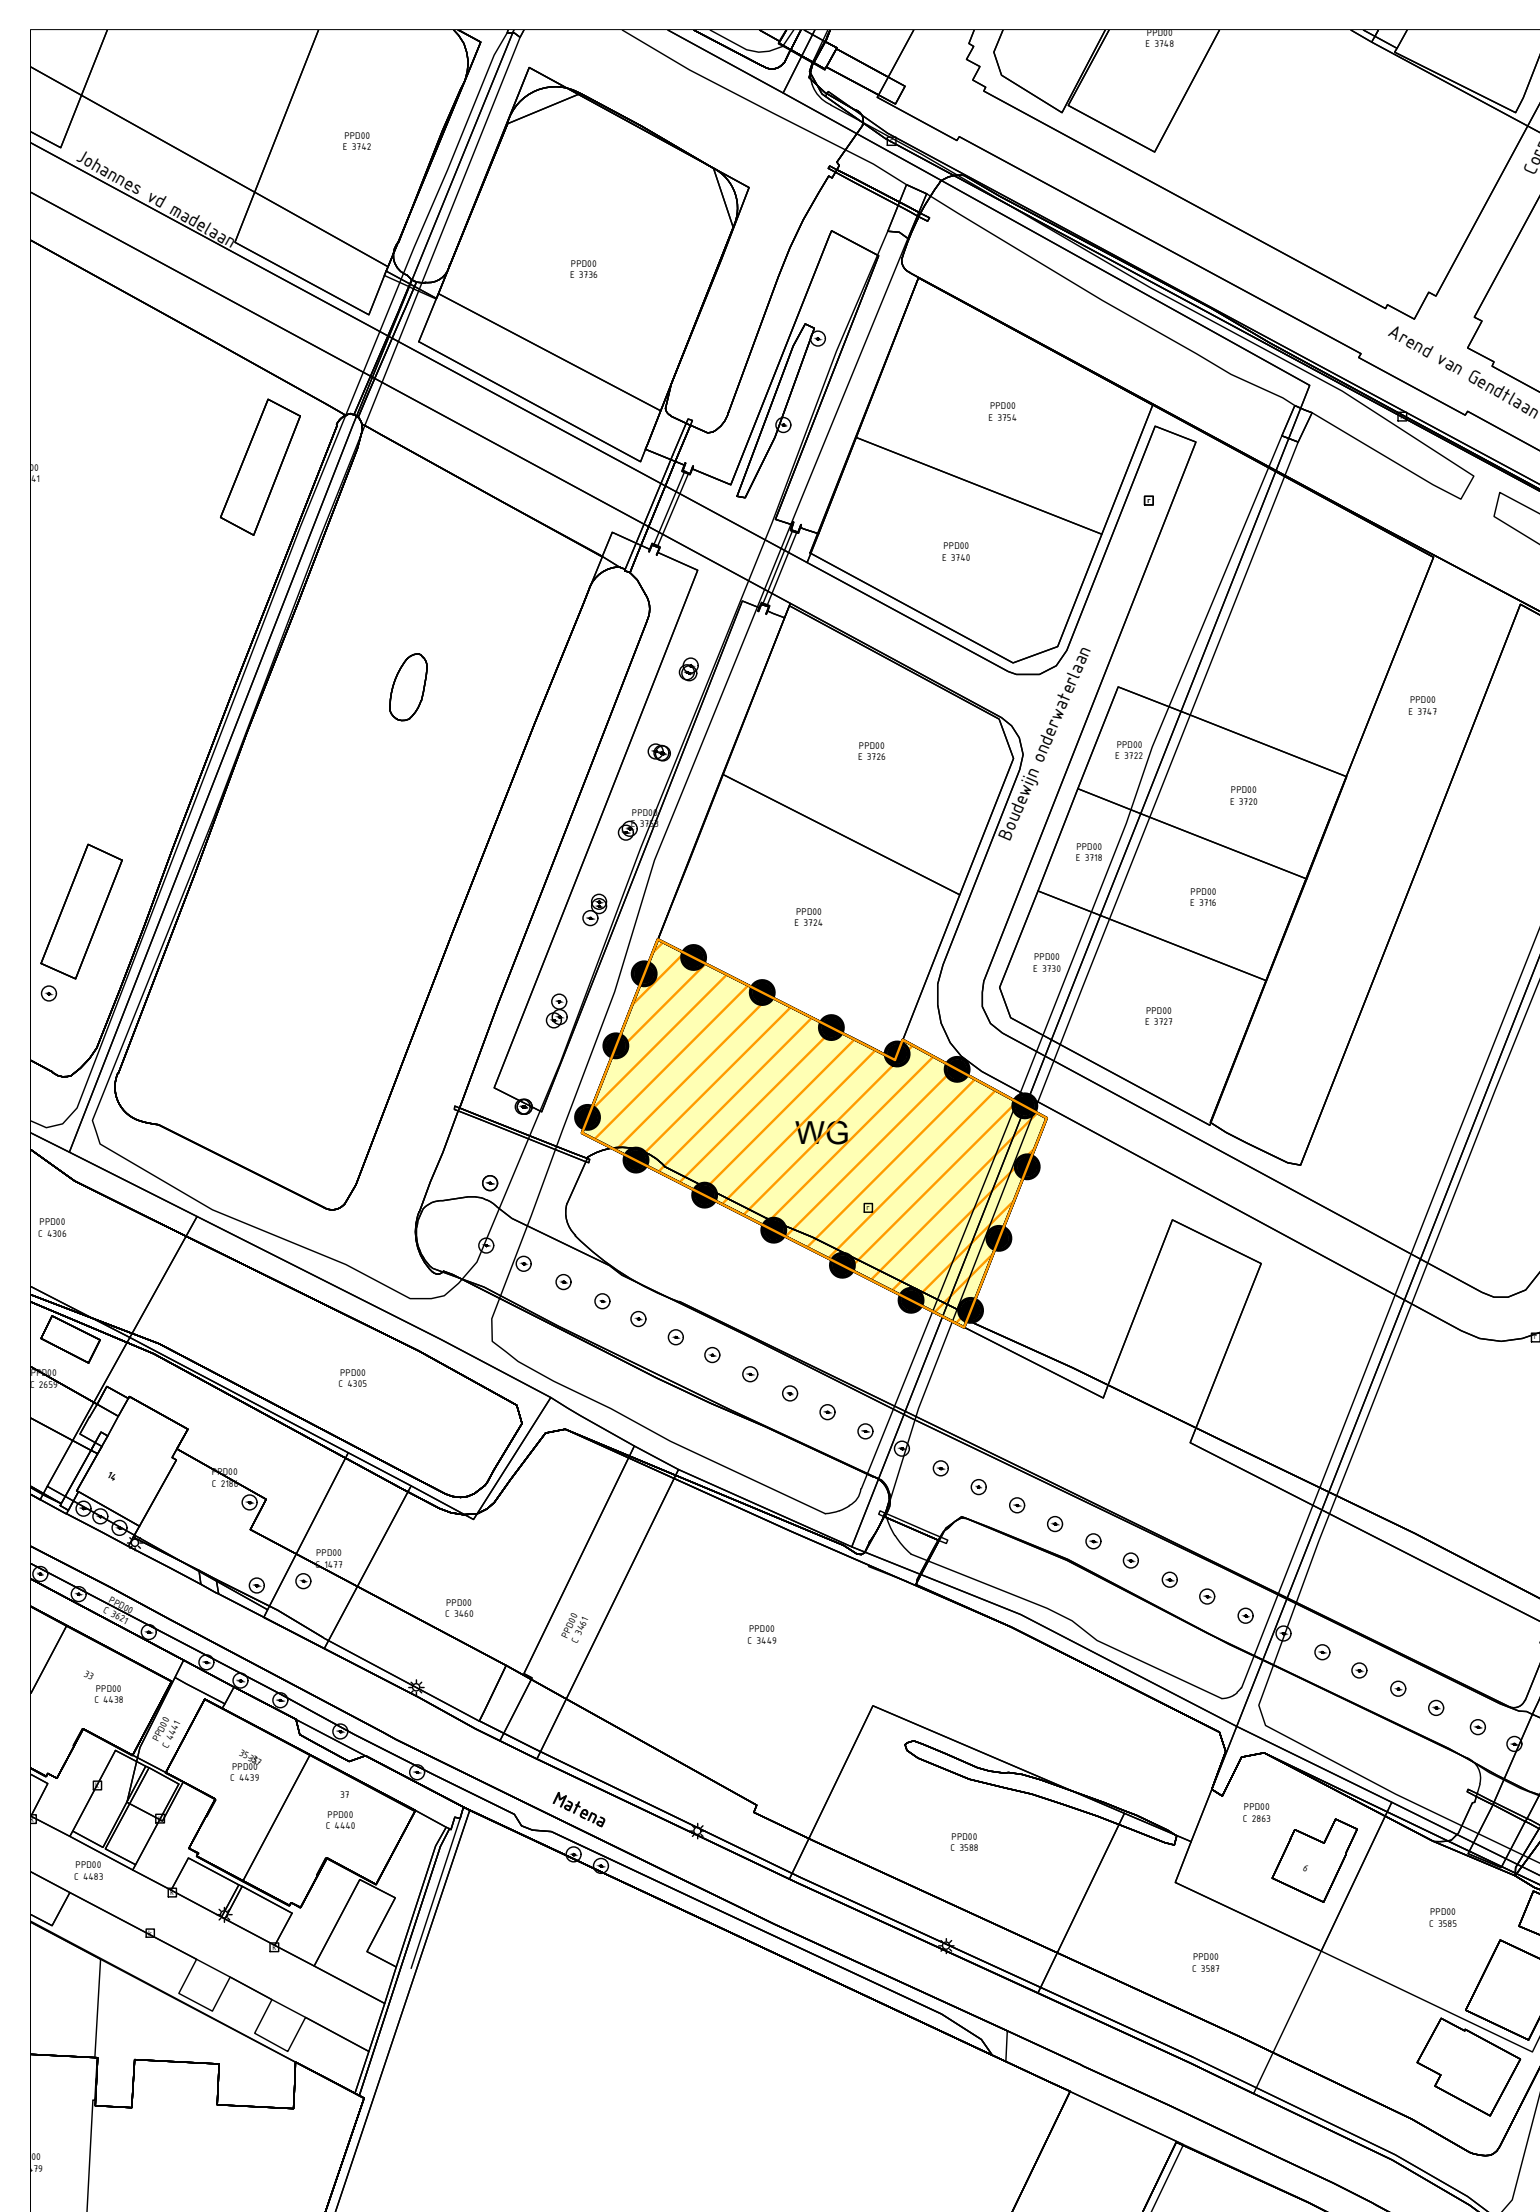 PPD00
E 3748
PPD00
E 3742
Johannes vd madelaan
PPD00
E 3736
Arend van Gendtlaan
PPD00
E 3754
PPD00
E 3740
PPD00
E 3747
PPD00
E 3726
PPD00
E 3722
Boudewijn onderwaterlaan
PPD00
E 3720
PPD00
E 3753
PPD00
E 3718
PPD00
E 3716
PPD00
E 3724
PPD00
E 3730
PPD00
E 3727
WG
PPD00
C 4306
PPD00
C 2659
PPD00
C 4305
14
PPD00
C 2186
PPD00
C 1477
PPD00
C 3621
PPD00
C 3460
PPD00
C 3461
PPD00
C 3449
33
PPD00
C 4438
PPD00
C 4441
PPD00
C 4439
37
PPD00
C 4440
Matena
PPD00
C 2863
PPD00
C 3588
6
PPD00
C 4483
PPD00
C 3585
PPD00
C 3587